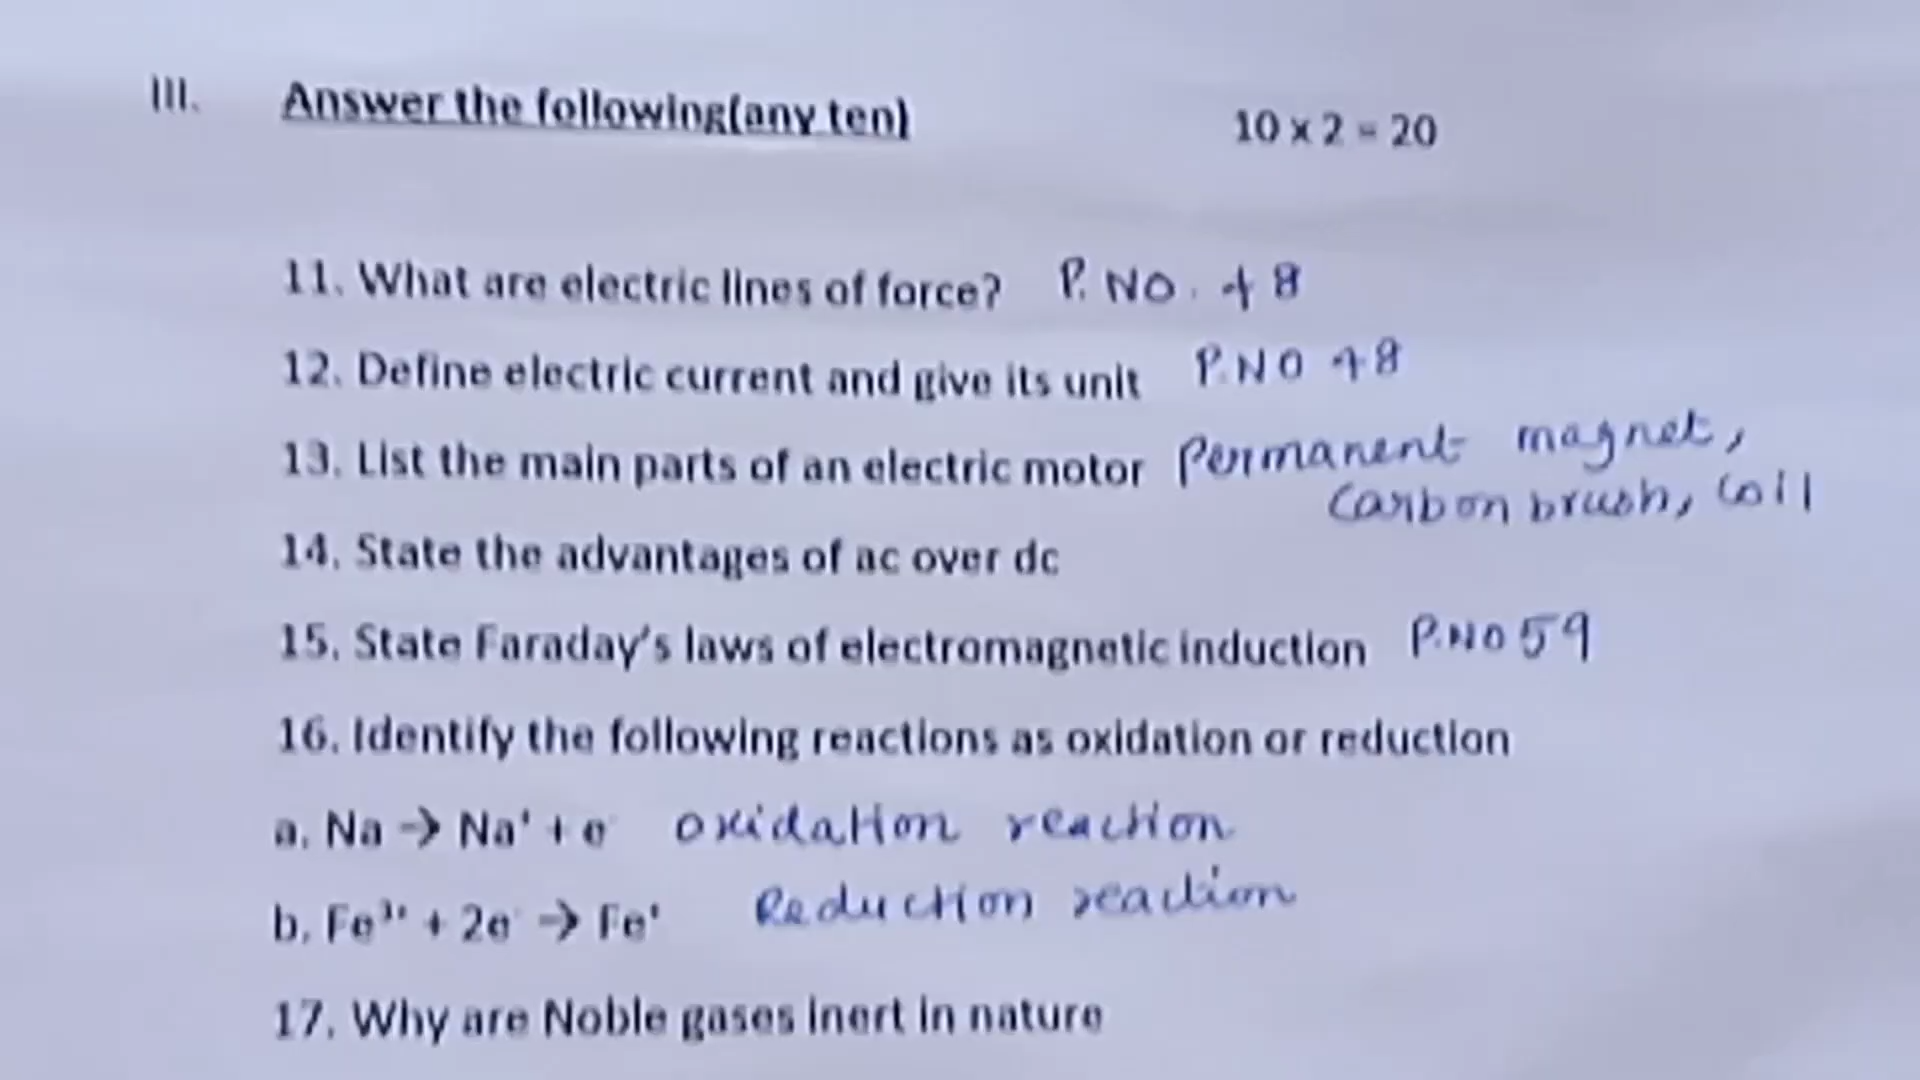 III. Answer the following(any ten) 10 x 2 = 20
11. What are electric lines of force? P. NO. 48
12. Define electric current and give its unit P.NO 48
13. List the main parts of an electric motor Permanent magnet,
carbon brush, coil
14. State the advantages of ac over dc
15. State Faraday's laws of electromagnetic induction P.NO 59
16. Identify the following reactions as oxidation or reduction
a. Na → Na⁺ + e⁻ oxidation reaction
b. Fe³⁺ + 2e⁻ → Fe⁺ Reduction reaction
17. Why are Noble gases inert in nature